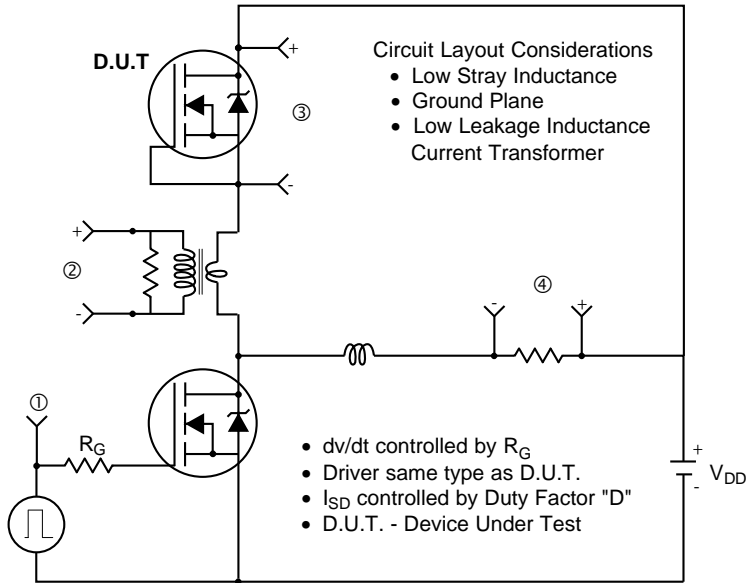 D.U.T
+
③
-
Circuit Layout Considerations
• Low Stray Inductance
• Ground Plane
• Low Leakage Inductance
Current Transformer
+
②
-
④
-
+
①
R_G
• dv/dt controlled by R_G
• Driver same type as D.U.T.
• I_SD controlled by Duty Factor "D"
• D.U.T. - Device Under Test
+
V_DD
-